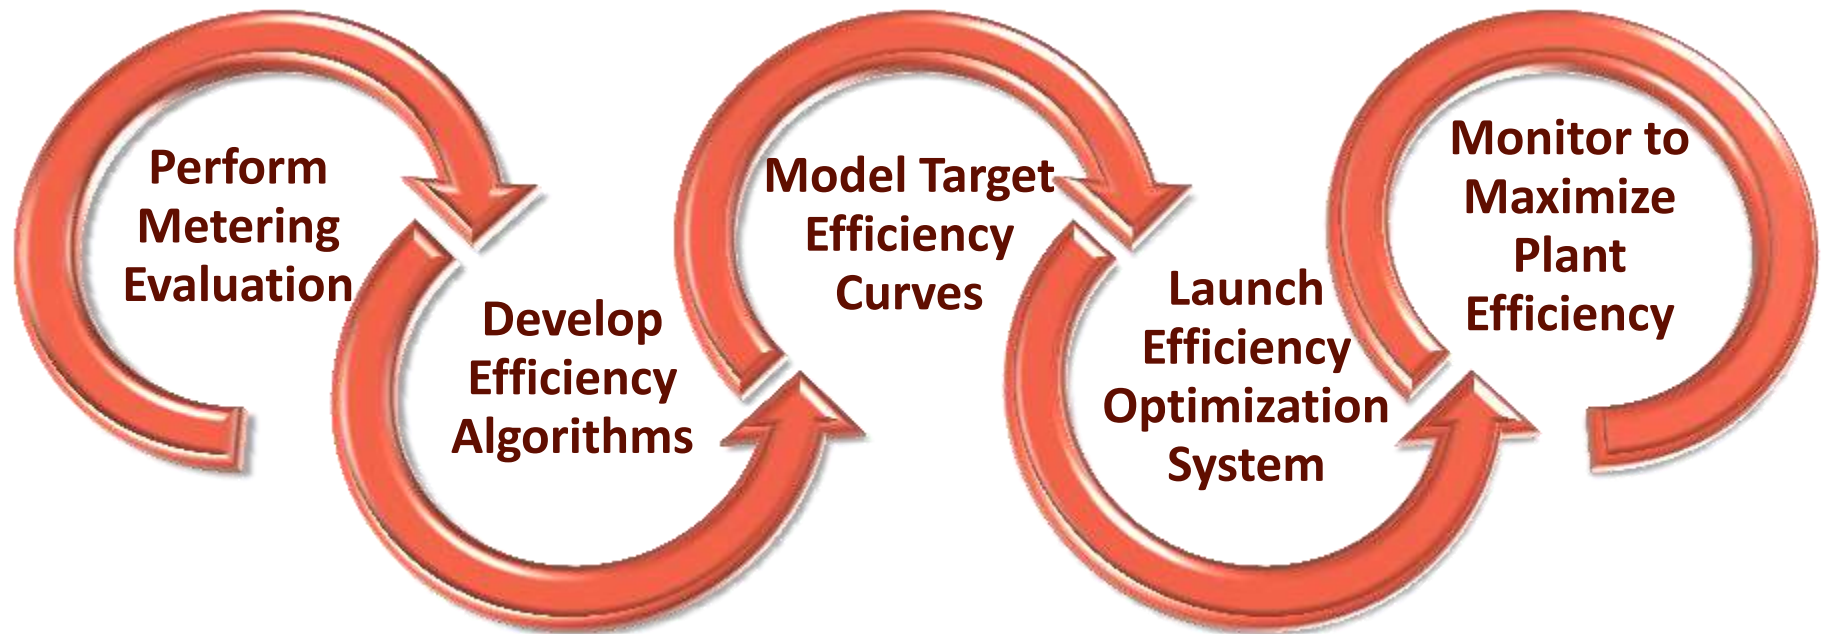 Perform
Metering
Evaluation
Develop
Efficiency
Algorithms
Model Target
Efficiency
Curves
Launch
Efficiency
Optimization
System
Monitor to
Maximize
Plant
Efficiency